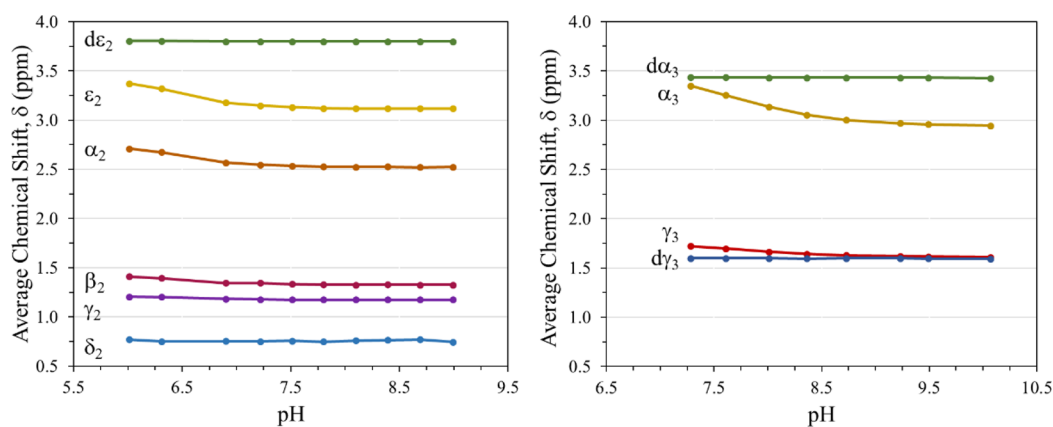 Average Chemical Shift, δ (ppm)
4.0
3.5
3.0
2.5
2.0
1.5
1.0
0.5
dε₂
ε₂
α₂
β₂
γ₂
δ₂
5.5 6.5 7.5 8.5 9.5
pH
Average Chemical Shift, δ (ppm)
4.0
3.5
3.0
2.5
2.0
1.5
1.0
0.5
dα₃
α₃
γ₃
dγ₃
6.5 7.5 8.5 9.5 10.5
pH